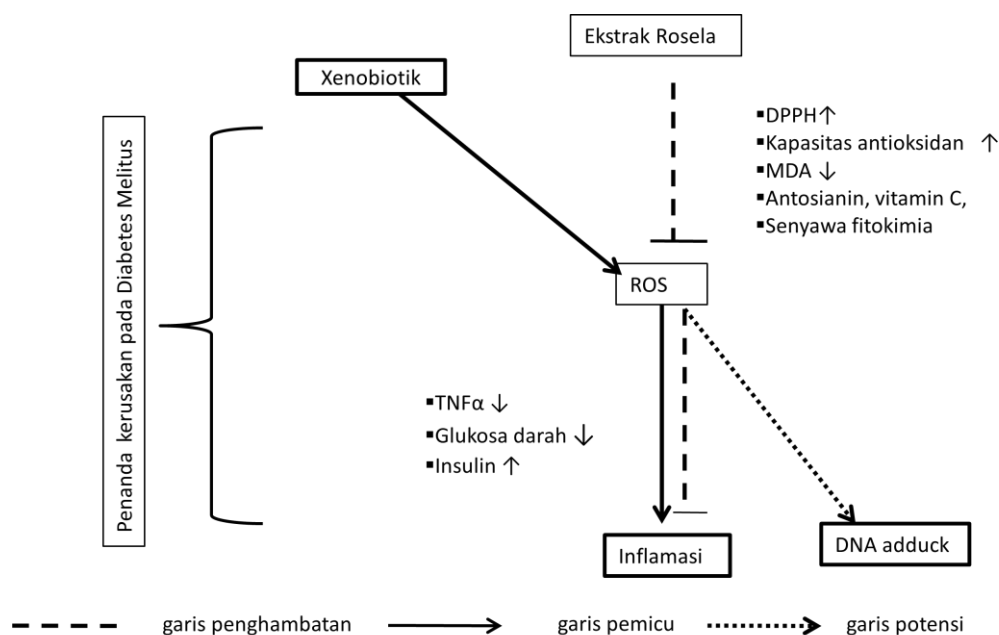 Ekstrak Rosela
Xenobiotik
▪DPPH↑
▪Kapasitas antioksidan ↑
▪MDA ↓
▪Antosianin, vitamin C,
▪Senyawa fitokimia
Penanda kerusakan pada Diabetes Melitus
ROS
▪TNFα ↓
▪Glukosa darah ↓
▪Insulin ↑
Inflamasi
DNA adduck
garis penghambatan
garis pemicu
garis potensi